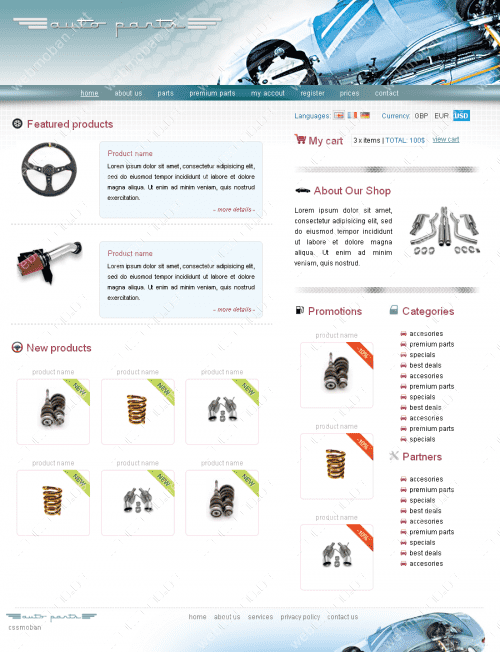 auto parts
home about us parts premium parts my accout register prices contact
Languages: Currency: GBP EUR USD
Featured products
My cart 3 x items | TOTAL 100$ view cart
Product name
Lorem ipsum dolor sit amet, consectetur adipisicing elit,
sed do eiusmod tempor incididunt ut labore et dolore
magna aliqua. Ut enim ad minim veniam, quis nostrud
exercitation.
- more details -
Product name
Lorem ipsum dolor sit amet, consectetur adipisicing elit,
sed do eiusmod tempor incididunt ut labore et dolore
magna aliqua. Ut enim ad minim veniam, quis nostrud
exercitation.
- more details -
About Our Shop
Lorem ipsum dolor sit
amet, consectetur
adipisicing elit, sed
do eiusmod tempor
incididunt ut labore et
dolore magna aliqua. Ut
enim ad minim veniam,
quis nostrud.
New products
product name product name product name
NEW NEW NEW
product name product name product name
NEW NEW NEW
Promotions
product name
-10%
product name
-10%
product name
-10%
Categories
accesories
premium parts
specials
best deals
accesories
premium parts
specials
best deals
accesories
premium parts
specials
Partners
accesories
premium parts
specials
best deals
accesories
premium parts
specials
best deals
accesories
auto parts
cosmoban
home about us services privacy policy contact us